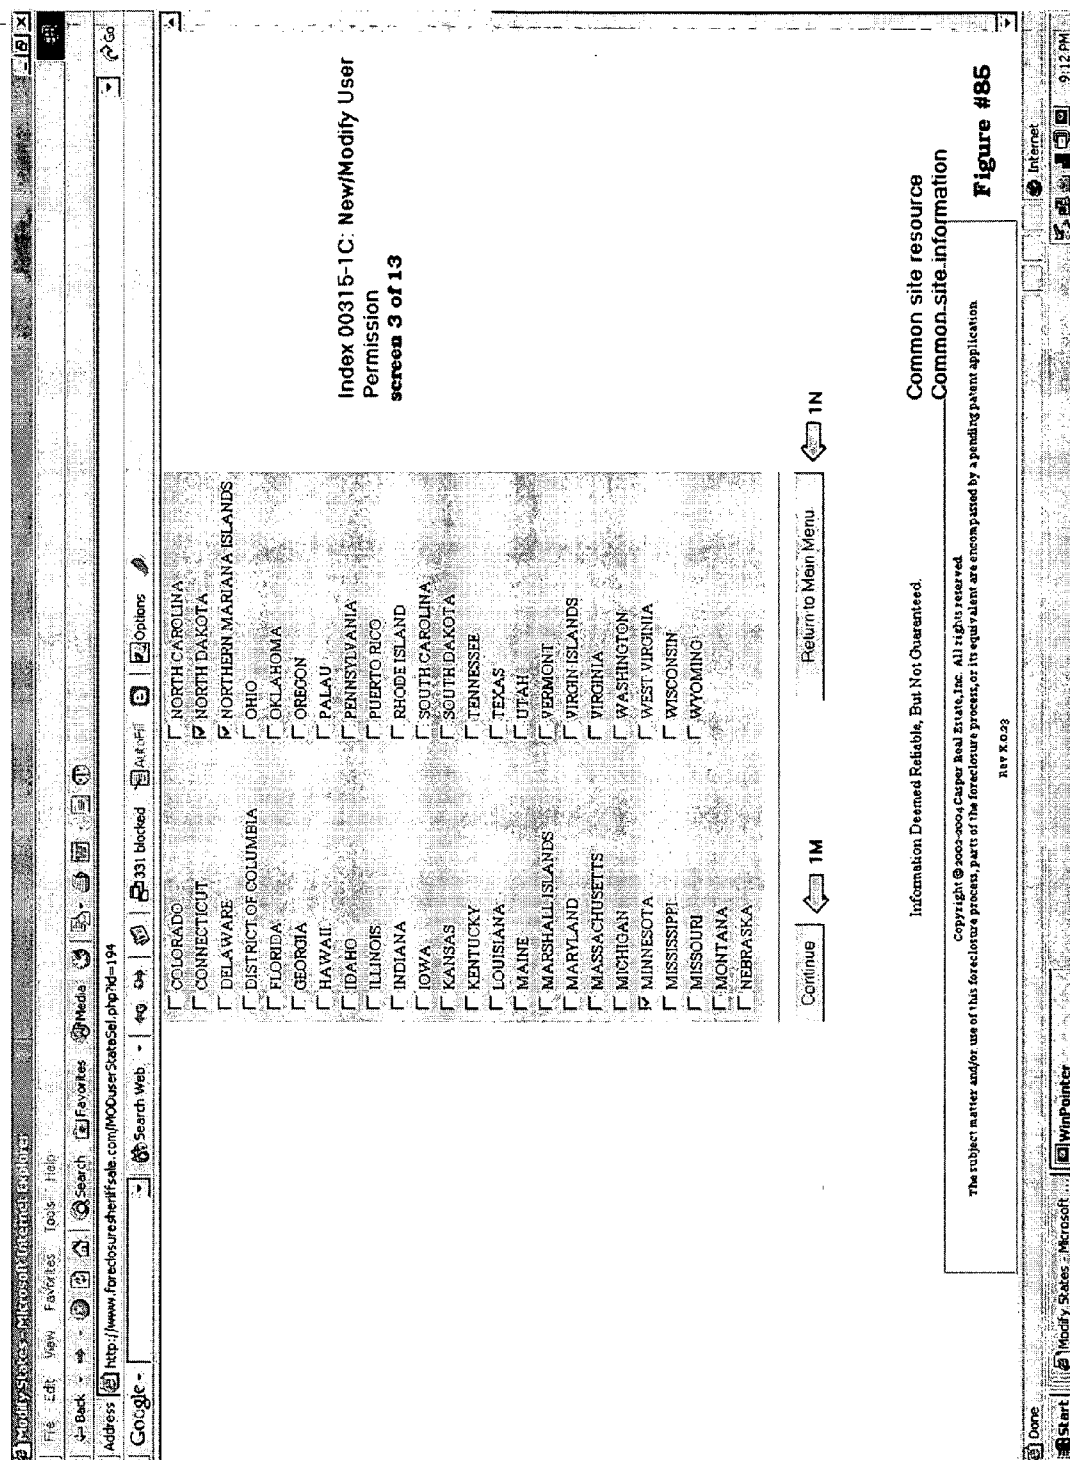 Modify States - Microsoft Internet Explorer
File Edit View Favorites Tools Help
Back Search Favorites Media
Address http://www.foreclosuresheriffsale.com/MODuserStateSel.php?id=194 Go
Google Search Web 331 blocked AutoFill Options
COLORADO NORTH CAROLINA
CONNECTICUT NORTH DAKOTA
DELAWARE NORTHERN MARIANA ISLANDS
DISTRICT OF COLUMBIA OHIO
FLORIDA OKLAHOMA
GEORGIA OREGON
HAWAII PALAU
IDAHO PENNSYLVANIA
ILLINOIS PUERTO RICO
INDIANA RHODE ISLAND
IOWA SOUTH CAROLINA
KANSAS SOUTH DAKOTA
KENTUCKY TENNESSEE
LOUISIANA TEXAS
MAINE UTAH
MARSHALL ISLANDS VERMONT
MARYLAND VIRGIN ISLANDS
MASSACHUSETTS VIRGINIA
MICHIGAN WASHINGTON
MINNESOTA WEST VIRGINIA
MISSISSIPPI WISCONSIN
MISSOURI WYOMING
MONTANA
NEBRASKA
Index 00315-1C: New/Modify User
Permission
screen 3 of 13
Continue 1M Return to Main Menu 1N
Information Deemed Reliable, But Not Guaranteed.
Common site resource
Common site information
Copyright © 2002-2004 Casper Real Estate, Inc. All rights reserved
The subject matter and/or use of this foreclosure process, parts of the foreclosure process, or its equivalent are encompassed by a pending patent application
Rev X.0.23
Figure #85
Done Internet
Start Modify States - Microsoft ... WinPointer 9:12 PM